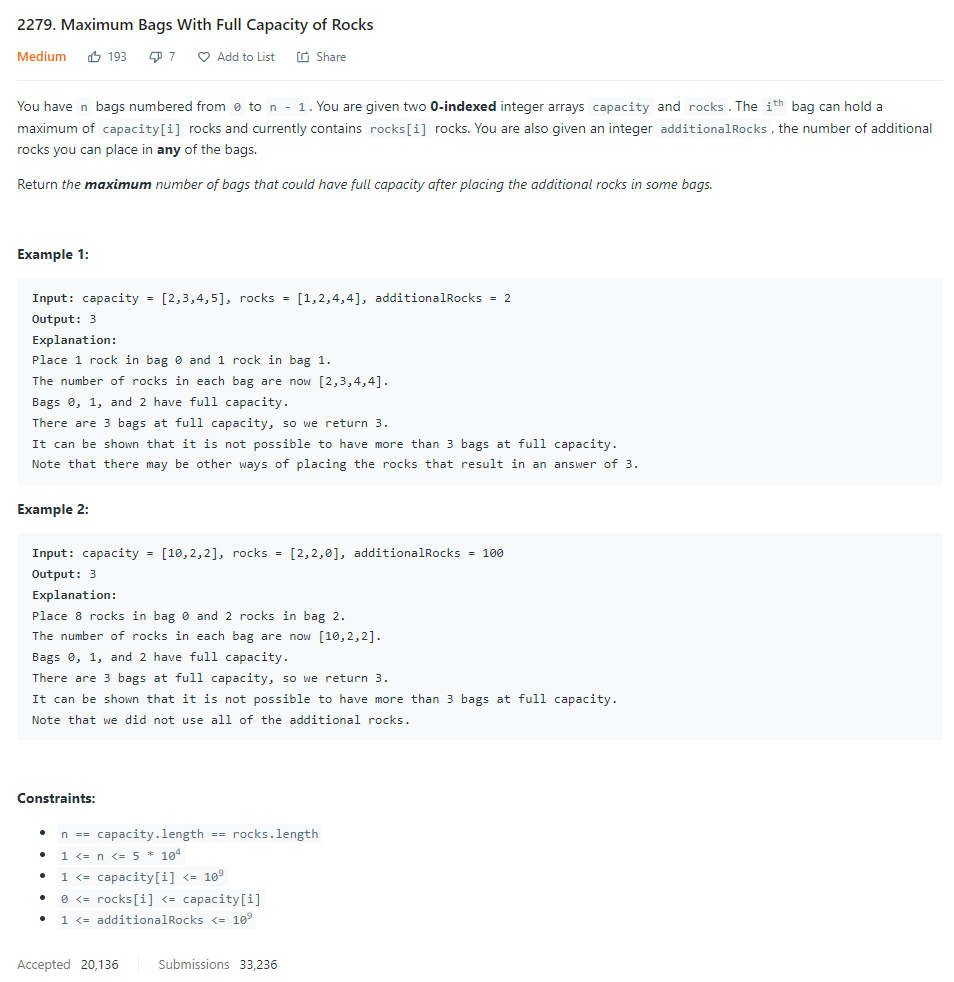 2279. Maximum Bags With Full Capacity of Rocks
Medium 193 7 Add to List Share
You have n bags numbered from 0 to n - 1. You are given two 0-indexed integer arrays capacity and rocks. The ith bag can hold a
maximum of capacity[i] rocks and currently contains rocks[i] rocks. You are also given an integer additionalRocks, the number of additional
rocks you can place in any of the bags.
Return the maximum number of bags that could have full capacity after placing the additional rocks in some bags.
Example 1:
Input: capacity = [2,3,4,5], rocks = [1,2,4,4], additionalRocks = 2
Output: 3
Explanation:
Place 1 rock in bag 0 and 1 rock in bag 1.
The number of rocks in each bag are now [2,3,4,4].
Bags 0, 1, and 2 have full capacity.
There are 3 bags at full capacity, so we return 3.
It can be shown that it is not possible to have more than 3 bags at full capacity.
Note that there may be other ways of placing the rocks that result in an answer of 3.
Example 2:
Input: capacity = [10,2,2], rocks = [2,2,0], additionalRocks = 100
Output: 3
Explanation:
Place 8 rocks in bag 0 and 2 rocks in bag 2.
The number of rocks in each bag are now [10,2,2].
Bags 0, 1, and 2 have full capacity.
There are 3 bags at full capacity, so we return 3.
It can be shown that it is not possible to have more than 3 bags at full capacity.
Note that we did not use all of the additional rocks.
Constraints:
• n == capacity.length == rocks.length
• 1 <= n <= 5 * 10⁴
• 1 <= capacity[i] <= 10⁹
• 0 <= rocks[i] <= capacity[i]
• 1 <= additionalRocks <= 10⁹
Accepted 20,136 Submissions 33,236